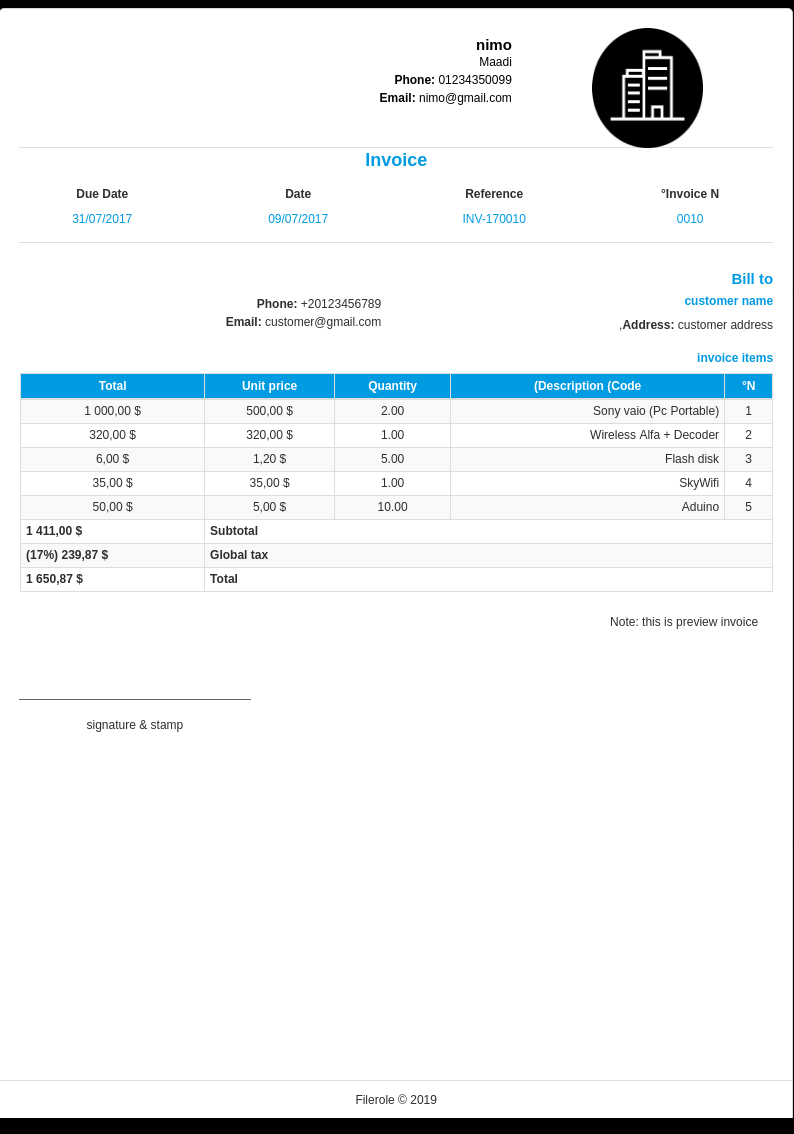 nimo
Maadi
Phone: 01234350099
Email: nimo@gmail.com
Invoice
Due Date Date Reference °Invoice N
31/07/2017 09/07/2017 INV-170010 0010
Bill to
customer name
Phone: +20123456789
Email: customer@gmail.com
,Address: customer address
invoice items
Total Unit price Quantity (Description (Code °N
1 000,00 $ 500,00 $ 2.00 Sony vaio (Pc Portable) 1
320,00 $ 320,00 $ 1.00 Wireless Alfa + Decoder 2
6,00 $ 1,20 $ 5.00 Flash disk 3
35,00 $ 35,00 $ 1.00 SkyWifi 4
50,00 $ 5,00 $ 10.00 Aduino 5
1 411,00 $ Subtotal
(17%) 239,87 $ Global tax
1 650,87 $ Total
Note: this is preview invoice
signature & stamp
Filerole © 2019